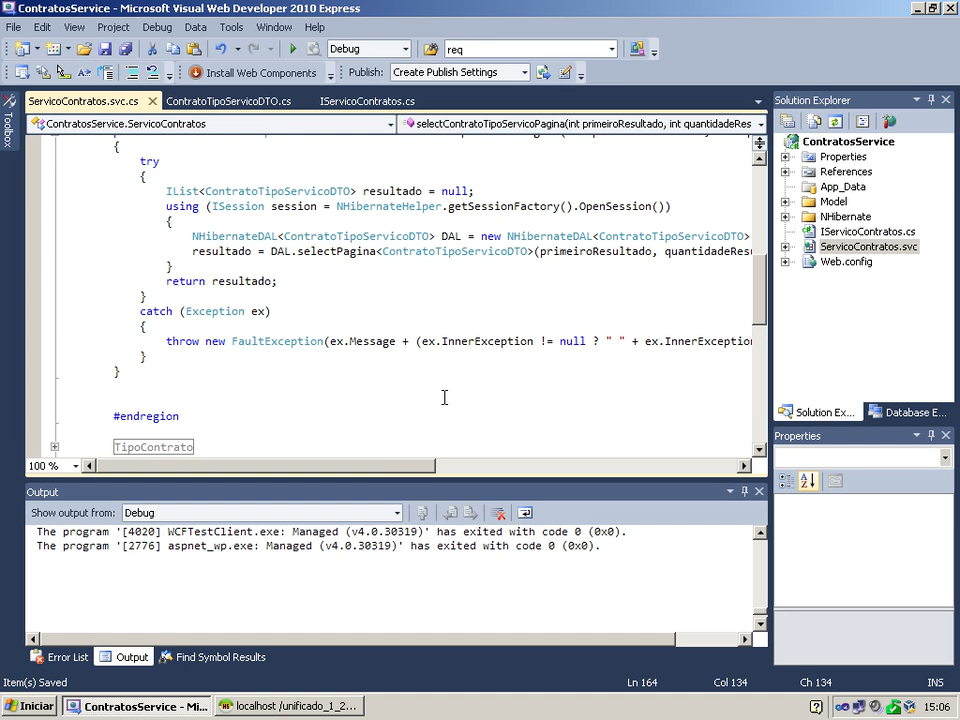 ContratosService - Microsoft Visual Web Developer 2010 Express
File Edit View Project Debug Data Tools Window Help
Debug req
Install Web Components Publish: Create Publish Settings
ServicoContratos.svc.cs ContratoTipoServicoDTO.cs IServicoContratos.cs
ContratosService.ServicoContratos selectContratoTipoServicoPagina(int primeiroResultado, int quantidadeRes
{
try
{
IList<ContratoTipoServicoDTO> resultado = null;
using (ISession session = NHibernateHelper.getSessionFactory().OpenSession())
{
NHibernateDAL<ContratoTipoServicoDTO> DAL = new NHibernateDAL<ContratoTipoServicoDTO>
resultado = DAL.selectPagina<ContratoTipoServicoDTO>(primeiroResultado, quantidadeResu
}
return resultado;
}
catch (Exception ex)
{
throw new FaultException(ex.Message + (ex.InnerException != null ? " " + ex.InnerException
}
}
#endregion
TipoContrato
100 %
Toolbox
Solution Explorer
ContratosService
Properties
References
App_Data
Model
NHibernate
IServicoContratos.cs
ServicoContratos.svc
Web.config
Solution Ex... Database E...
Properties
Output
Show output from: Debug
The program '[4020] WCFTestClient.exe: Managed (v4.0.30319)' has exited with code 0 (0x0).
The program '[2776] aspnet_wp.exe: Managed (v4.0.30319)' has exited with code 0 (0x0).
Error List Output Find Symbol Results
Item(s) Saved Ln 164 Col 134 Ch 134 INS
Iniciar ContratosService - Mi... localhost /unificado_1_2... 15:06